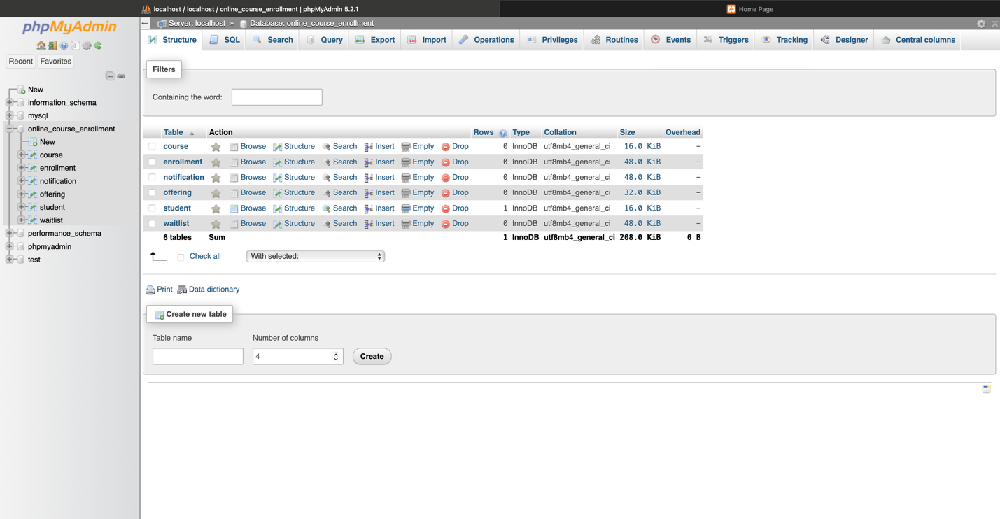 localhost / localhost / online_course_enrollment | phpMyAdmin 5.2.1
Home Page
phpMyAdmin
Recent Favorites
New
information_schema
mysql
online_course_enrollment
New
course
enrollment
notification
offering
student
waitlist
performance_schema
phpmyadmin
test
Server: localhost » Database: online_course_enrollment
Structure SQL Search Query Export Import Operations Privileges Routines Events Triggers Tracking Designer Central columns
Filters
Containing the word:
Table Action Rows Type Collation Size Overhead
course Browse Structure Search Insert Empty Drop 0 InnoDB utf8mb4_general_ci 16.0 KiB –
enrollment Browse Structure Search Insert Empty Drop 0 InnoDB utf8mb4_general_ci 48.0 KiB –
notification Browse Structure Search Insert Empty Drop 0 InnoDB utf8mb4_general_ci 48.0 KiB –
offering Browse Structure Search Insert Empty Drop 0 InnoDB utf8mb4_general_ci 32.0 KiB –
student Browse Structure Search Insert Empty Drop 1 InnoDB utf8mb4_general_ci 16.0 KiB –
waitlist Browse Structure Search Insert Empty Drop 0 InnoDB utf8mb4_general_ci 48.0 KiB –
6 tables Sum 1 InnoDB utf8mb4_general_ci 208.0 KiB 0 B
Check all With selected:
Print Data dictionary
Create new table
Table name Number of columns
4 Create